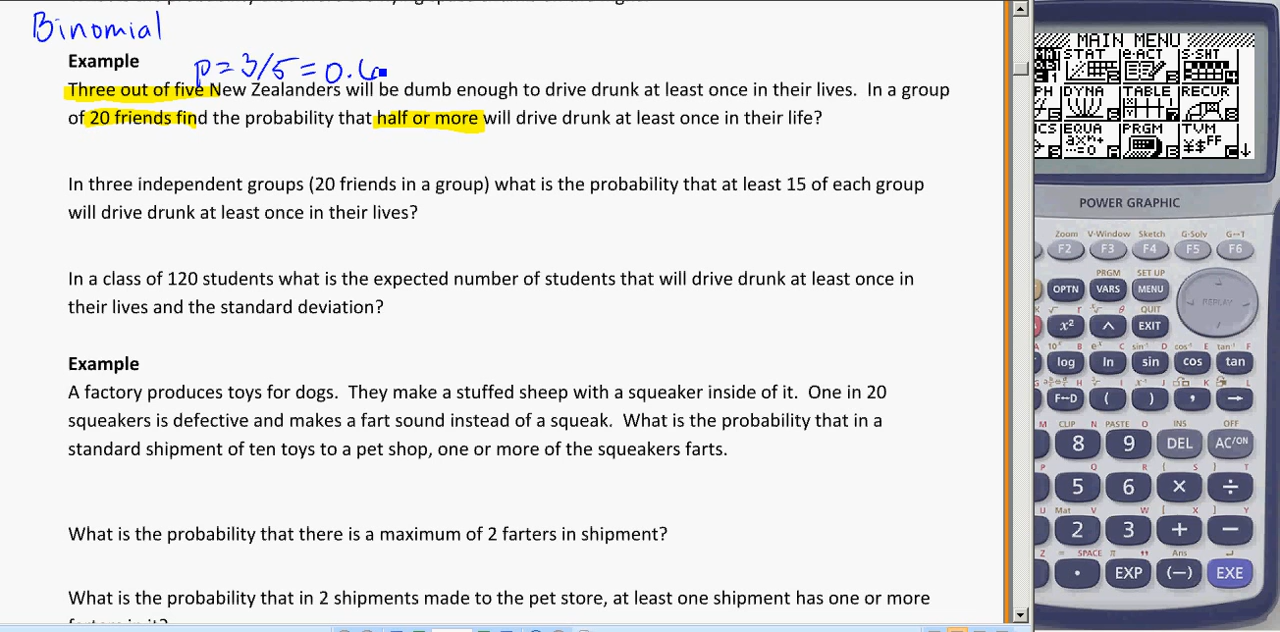 Binomial
Example
p = 3/5 = 0.6
Three out of five New Zealanders will be dumb enough to drive drunk at least once in their lives. In a group
of 20 friends find the probability that half or more will drive drunk at least once in their life?
In three independent groups (20 friends in a group) what is the probability that at least 15 of each group
will drive drunk at least once in their lives?
In a class of 120 students what is the expected number of students that will drive drunk at least once in
their lives and the standard deviation?
Example
A factory produces toys for dogs. They make a stuffed sheep with a squeaker inside of it. One in 20
squeakers is defective and makes a fart sound instead of a squeak. What is the probability that in a
standard shipment of ten toys to a pet shop, one or more of the squeakers farts.
What is the probability that there is a maximum of 2 farters in shipment?
What is the probability that in 2 shipments made to the pet store, at least one shipment has one or more
MAIN MENU
STAT e·ACT S·SHT
DYNA TABLE RECUR
EQUA PRGM TVM
POWER GRAPHIC
Zoom V-Window Sketch G-Solv G↔T
F2 F3 F4 F5 F6
PRGM SET UP
OPTN VARS MENU REPLAY
QUIT
x² ^ EXIT
log ln sin cos tan
F↔D ( ) , →
CLIP PASTE INS OFF
8 9 DEL AC/ON
5 6 × ÷
Mat
2 3 + −
SPACE π Ans
· EXP (−) EXE